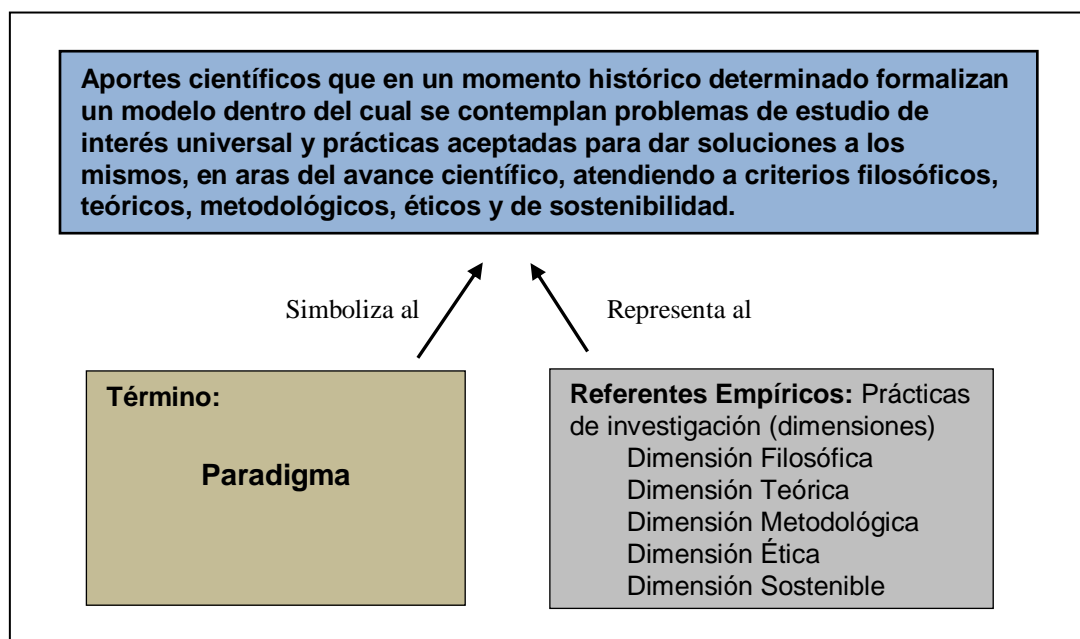 Aportes científicos que en un momento histórico determinado formalizan
un modelo dentro del cual se contemplan problemas de estudio de
interés universal y prácticas aceptadas para dar soluciones a los
mismos, en aras del avance científico, atendiendo a criterios filosóficos,
teóricos, metodológicos, éticos y de sostenibilidad.
Simboliza al
Representa al
Término:
Paradigma
Referentes Empíricos: Prácticas
de investigación (dimensiones)
Dimensión Filosófica
Dimensión Teórica
Dimensión Metodológica
Dimensión Ética
Dimensión Sostenible